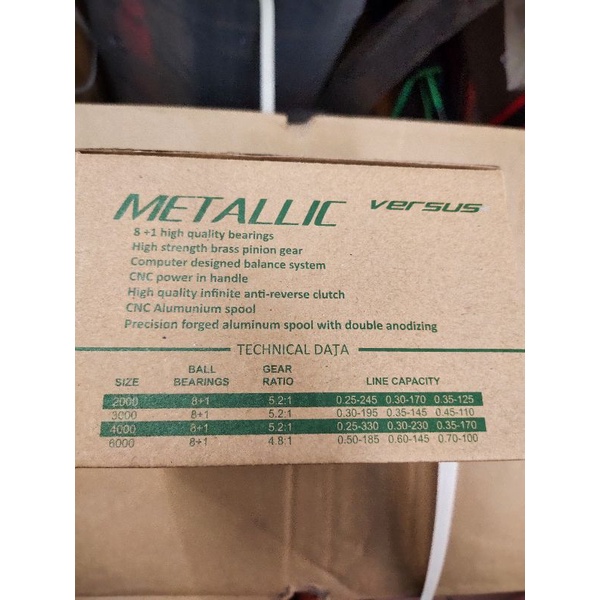 METALLIC versus
8 +1 high quality bearings
High strength brass pinion gear
Computer designed balance system
CNC power in handle
High quality infinite anti-reverse clutch
CNC Alumunium spool
Precision forged aluminum spool with double anodizing
TECHNICAL DATA
SIZE BALL BEARINGS GEAR RATIO LINE CAPACITY
2000 8+1 5.2:1 0.25-245 0.30-170 0.35-125
3000 8+1 5.2:1 0.30-195 0.35-145 0.45-110
4000 8+1 5.2:1 0.25-330 0.30-230 0.35-170
6000 8+1 4.8:1 0.50-185 0.60-145 0.70-100